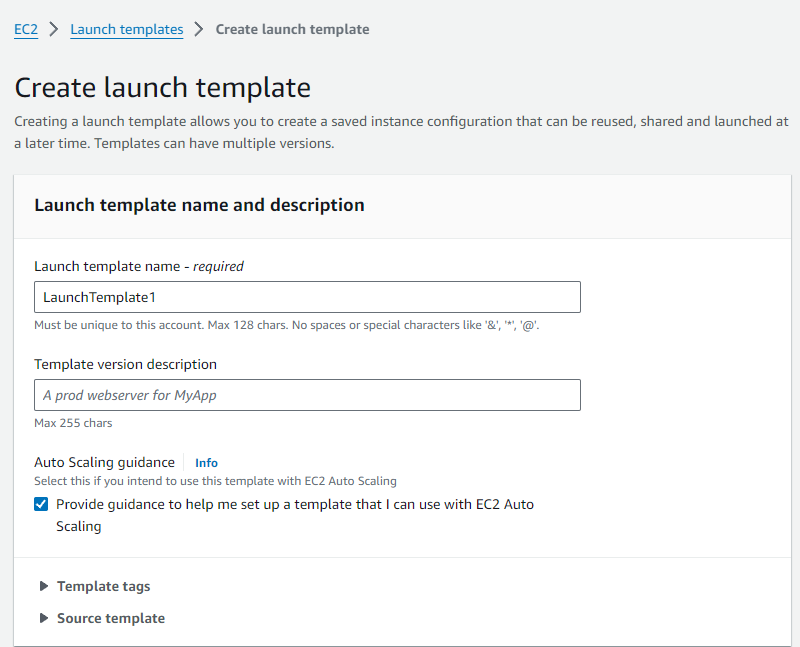 EC2 > Launch templates > Create launch template
Create launch template
Creating a launch template allows you to create a saved instance configuration that can be reused, shared and launched at
a later time. Templates can have multiple versions.
Launch template name and description
Launch template name - required
LaunchTemplate1
Must be unique to this account. Max 128 chars. No spaces or special characters like '&', '*', '@'.
Template version description
A prod webserver for MyApp
Max 255 chars
Auto Scaling guidance Info
Select this if you intend to use this template with EC2 Auto Scaling
Provide guidance to help me set up a template that I can use with EC2 Auto
Scaling
Template tags
Source template